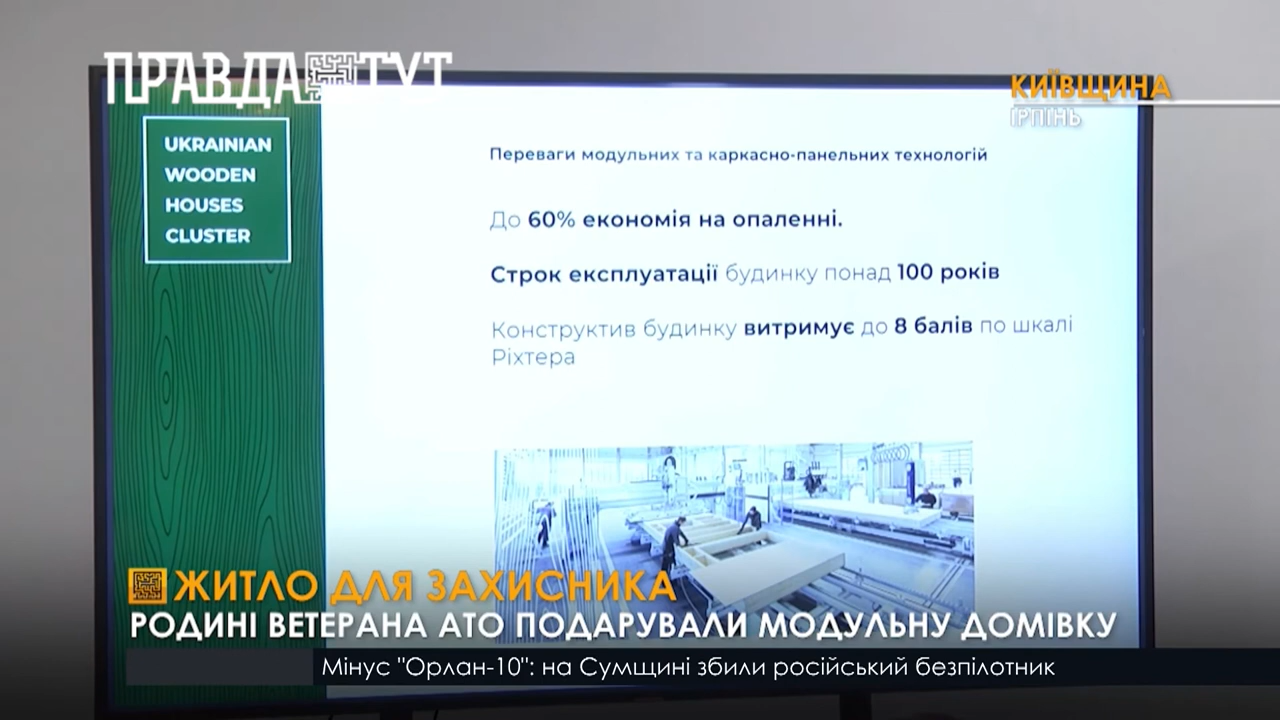 ПРАВДА ТУТ
КИЇВЩИНА
ІРПІНЬ
UKRAINIAN
WOODEN
HOUSES
CLUSTER
Переваги модульних та каркасно-панельних технологій
До 60% економія на опаленні.
Строк експлуатації будинку понад 100 років
Конструктив будинку витримує до 8 балів по шкалі
Ріхтера
ЖИТЛО ДЛЯ ЗАХИСНИКА
РОДИНІ ВЕТЕРАНА АТО ПОДАРУВАЛИ МОДУЛЬНУ ДОМІВКУ
Мінус "Орлан-10": на Сумщині збили російський безпілотник